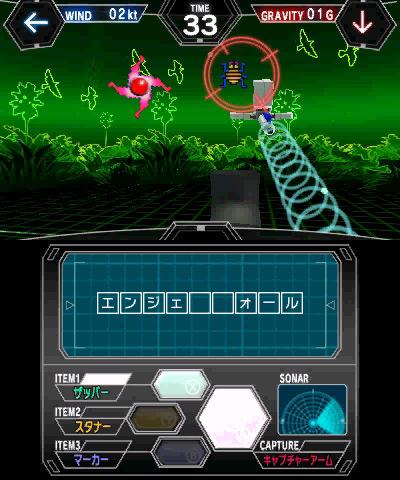 WIND 02kt
TIME
33
GRAVITY 01G
エンジェ□□ォール
ITEM1
ザッパー
X
ITEM2
スタナー
ITEM3
マーカー
SONAR
CAPTURE
キャプチャーアーム